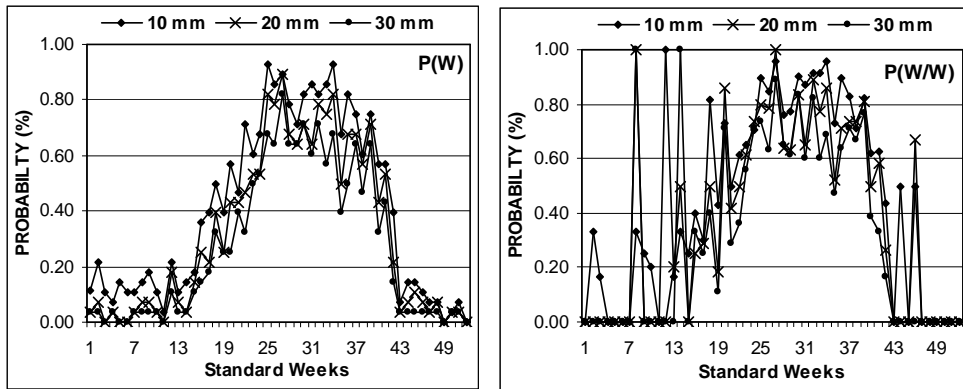 10 mm 20 mm 30 mm
P(W)
PROBABILTY (%)
1.00
0.80
0.60
0.40
0.20
0.00
1 7 13 19 25 31 37 43 49
Standard Weeks
10 mm 20 mm 30 mm
P(W/W)
PROBABILTY (%)
1.00
0.80
0.60
0.40
0.20
0.00
1 7 13 19 25 31 37 43 49
Standard Weeks